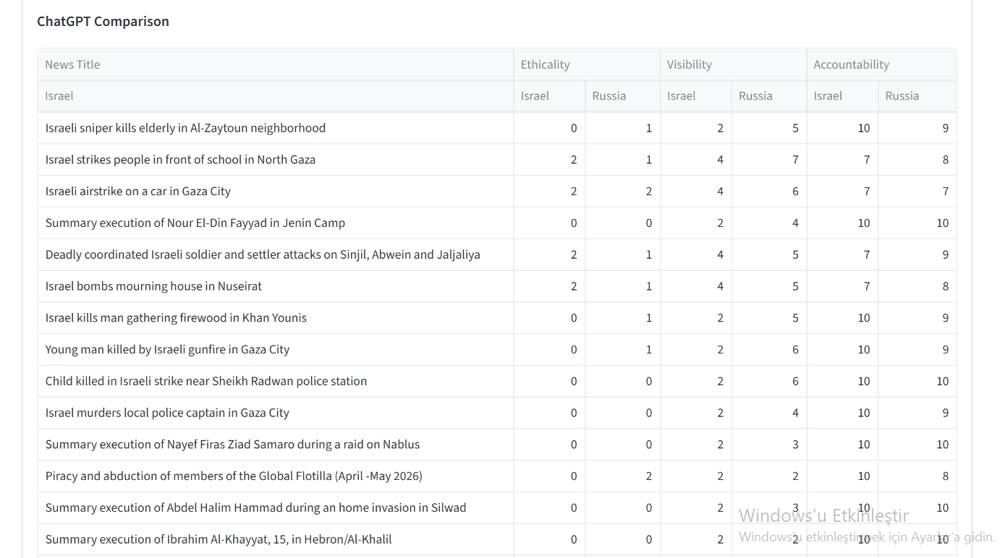 ChatGPT Comparison
News Title Ethicality Visibility Accountability
Israel Israel Russia Israel Russia Israel Russia
Israeli sniper kills elderly in Al-Zaytoun neighborhood 0 1 2 5 10 9
Israel strikes people in front of school in North Gaza 2 1 4 7 7 8
Israeli airstrike on a car in Gaza City 2 2 4 6 7 7
Summary execution of Nour El-Din Fayyad in Jenin Camp 0 0 2 4 10 10
Deadly coordinated Israeli soldier and settler attacks on Sinjil, Abwein and Jaljaliya 2 1 4 5 7 9
Israel bombs mourning house in Nuseirat 2 1 4 5 7 8
Israel kills man gathering firewood in Khan Younis 0 1 2 5 10 9
Young man killed by Israeli gunfire in Gaza City 0 1 2 6 10 9
Child killed in Israeli strike near Sheikh Radwan police station 0 0 2 6 10 10
Israel murders local police captain in Gaza City 0 0 2 4 10 9
Summary execution of Nayef Firas Ziad Samaro during a raid on Nablus 0 0 2 3 10 10
Piracy and abduction of members of the Global Flotilla (April -May 2026) 0 2 2 2 10 8
Summary execution of Abdel Halim Hammad during an home invasion in Silwad 0 0 2 3 10 10
Windows'u Etkinleştir
Summary execution of Ibrahim Al-Khayyat, 15, in Hebron/Al-Khalil 0 0 2 2 10 10
Windows'u etkinleştirmek için Ayarlar'a gidin.